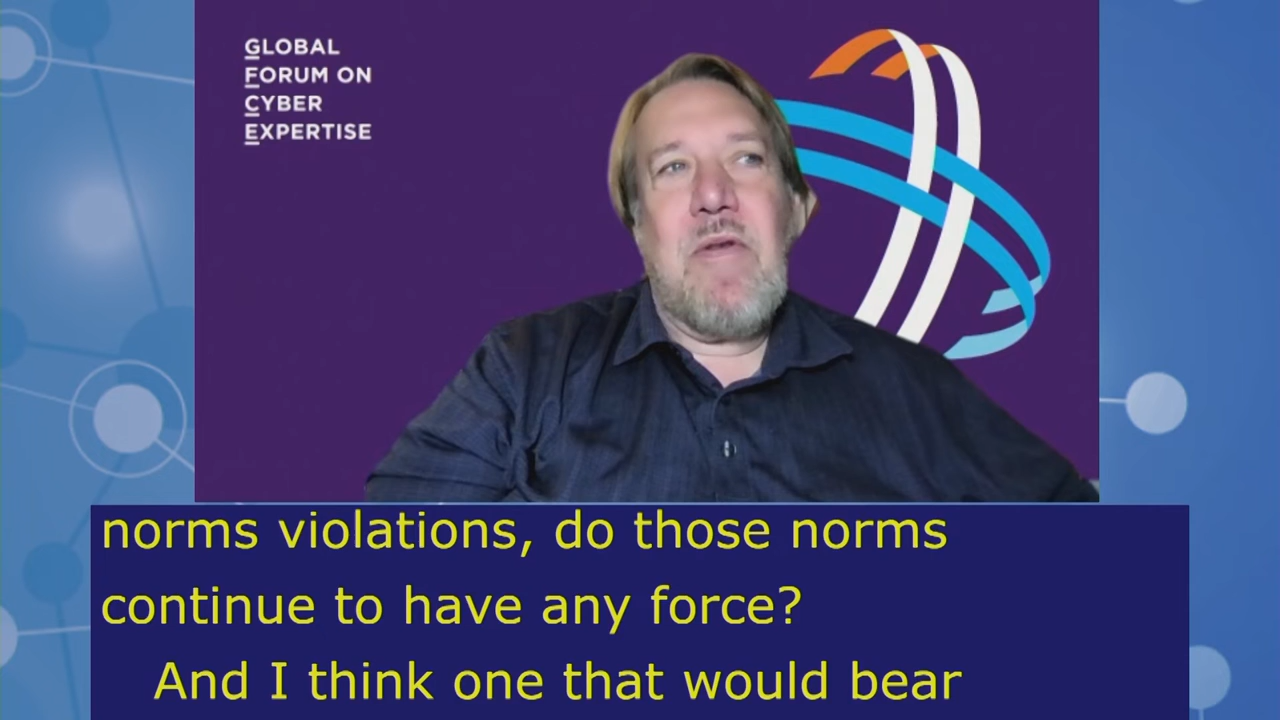 GLOBAL
FORUM ON
CYBER
EXPERTISE
norms violations, do those norms
continue to have any force?
And I think one that would bear